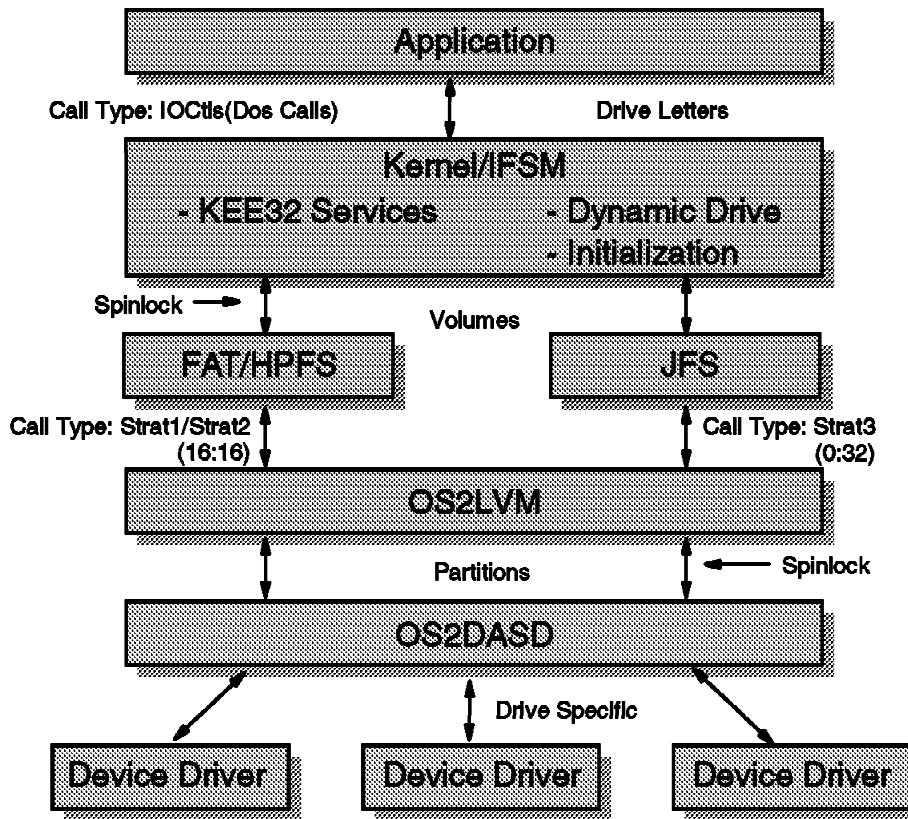 Application
Call Type: IOCtls(Dos Calls)
Drive Letters
Kernel/IFSM
- KEE32 Services
- Dynamic Drive
- Initialization
Spinlock
Volumes
FAT/HPFS
JFS
Call Type: Strat1/Strat2
(16:16)
Call Type: Strat3
(0:32)
OS2LVM
Partitions
Spinlock
OS2DASD
Drive Specific
Device Driver
Device Driver
Device Driver